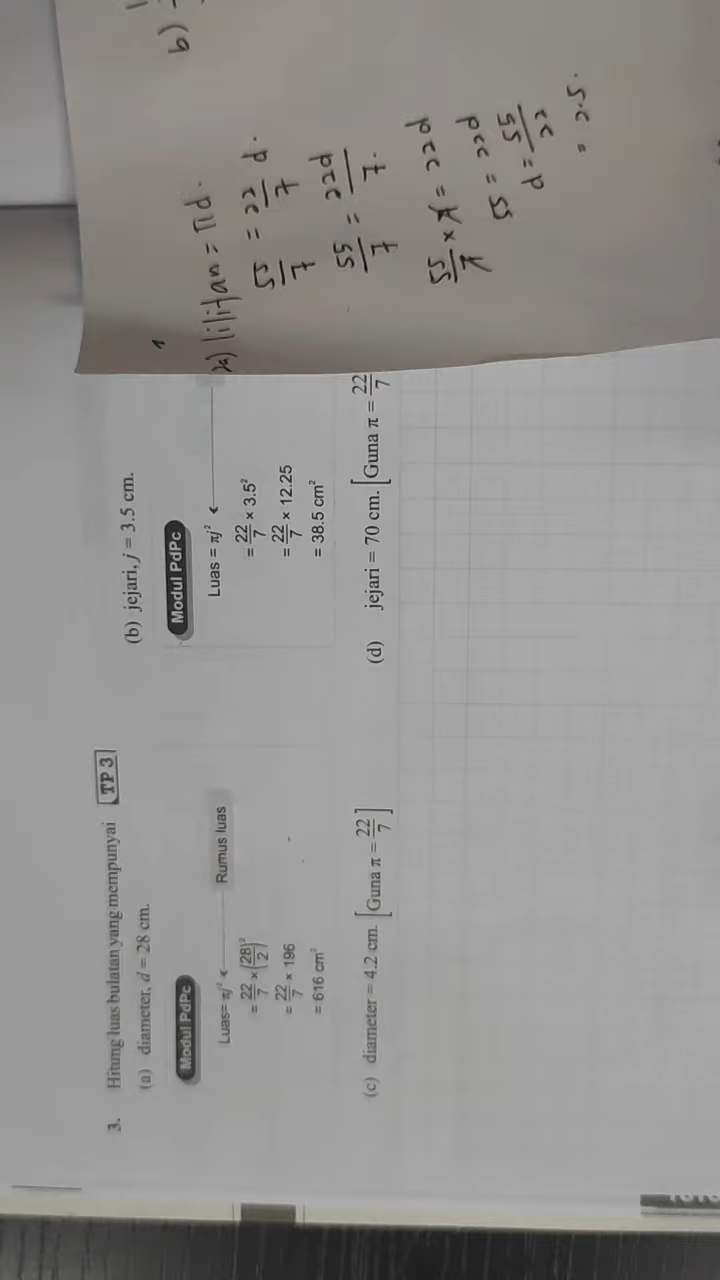 3. Hitung luas bulatan yang mempunyai TP 3
(a) diameter, d = 28 cm.
Modul PdPc
Luas = πj² ← Rumus luas
= 22/7 × (28/2)²
= 22/7 × 196
= 616 cm²
(b) jejari, j = 3.5 cm.
Modul PdPc
Luas = πj² ←
= 22/7 × 3.5²
= 22/7 × 12.25
= 38.5 cm²
(c) diameter = 4.2 cm. [Guna π = 22/7]
(d) jejari = 70 cm. [Guna π = 22/7
2a) lilitan = πd.
55/7 = 22/7 d.
55/7 = 22d/7.
55/7 × 7 = 22d
55 = 22d
d = 55/22
= 2.5.
b)